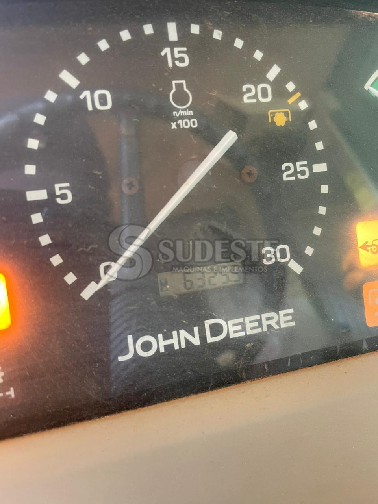 15
10
20
n/min
x100
5
25
SUDESTE
0
30
MÁQUINAS E IMPLEMENTOS
JOHN DEERE